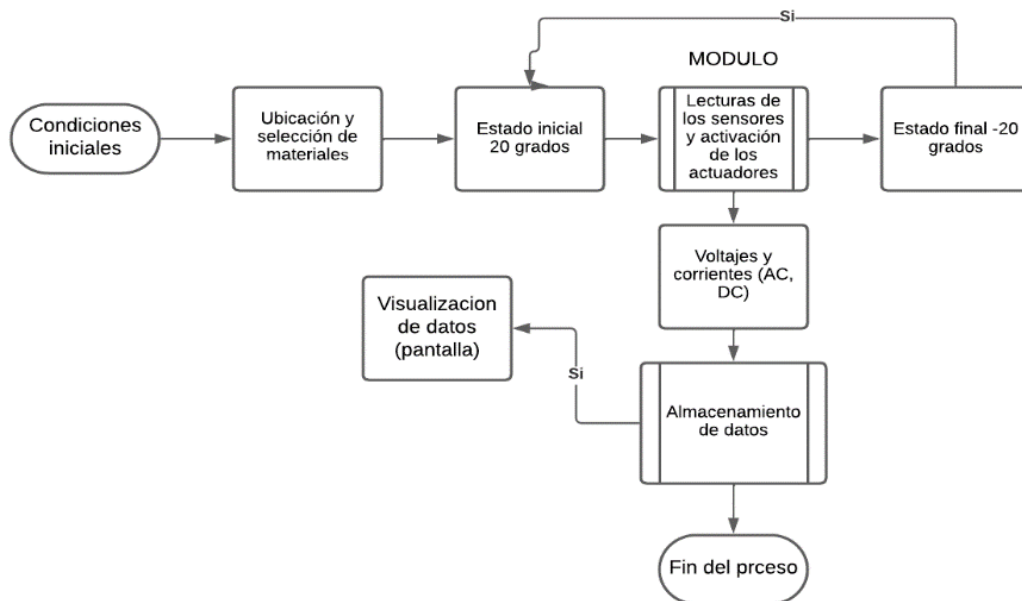 Si
MODULO
Condiciones
iniciales
Ubicación y
selección de
materiales
Estado inicial
20 grados
Lecturas de
los sensores
y activación
de los
actuadores
Estado final -20
grados
Voltajes y
corrientes (AC,
DC)
Visualizacion
de datos
(pantalla)
Si
Almacenamiento
de datos
Fin del prceso